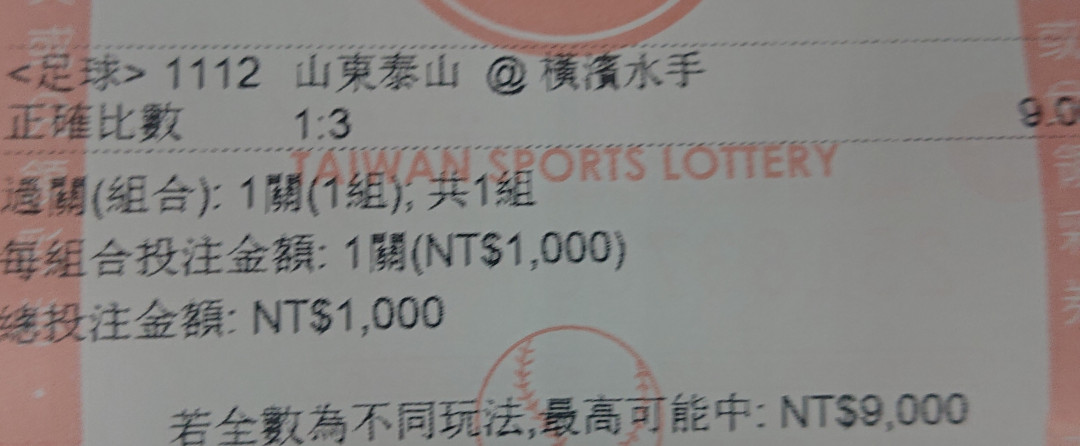 <足球> 1112 山東泰山 @ 橫濱水手
正確比數 1:3 9.0
TAIWAN SPORTS LOTTERY
過關(組合): 1關(1組); 共1組
每組合投注金額: 1關(NT$1,000)
總投注金額: NT$1,000
若全數為不同玩法,最高可能中: NT$9,000